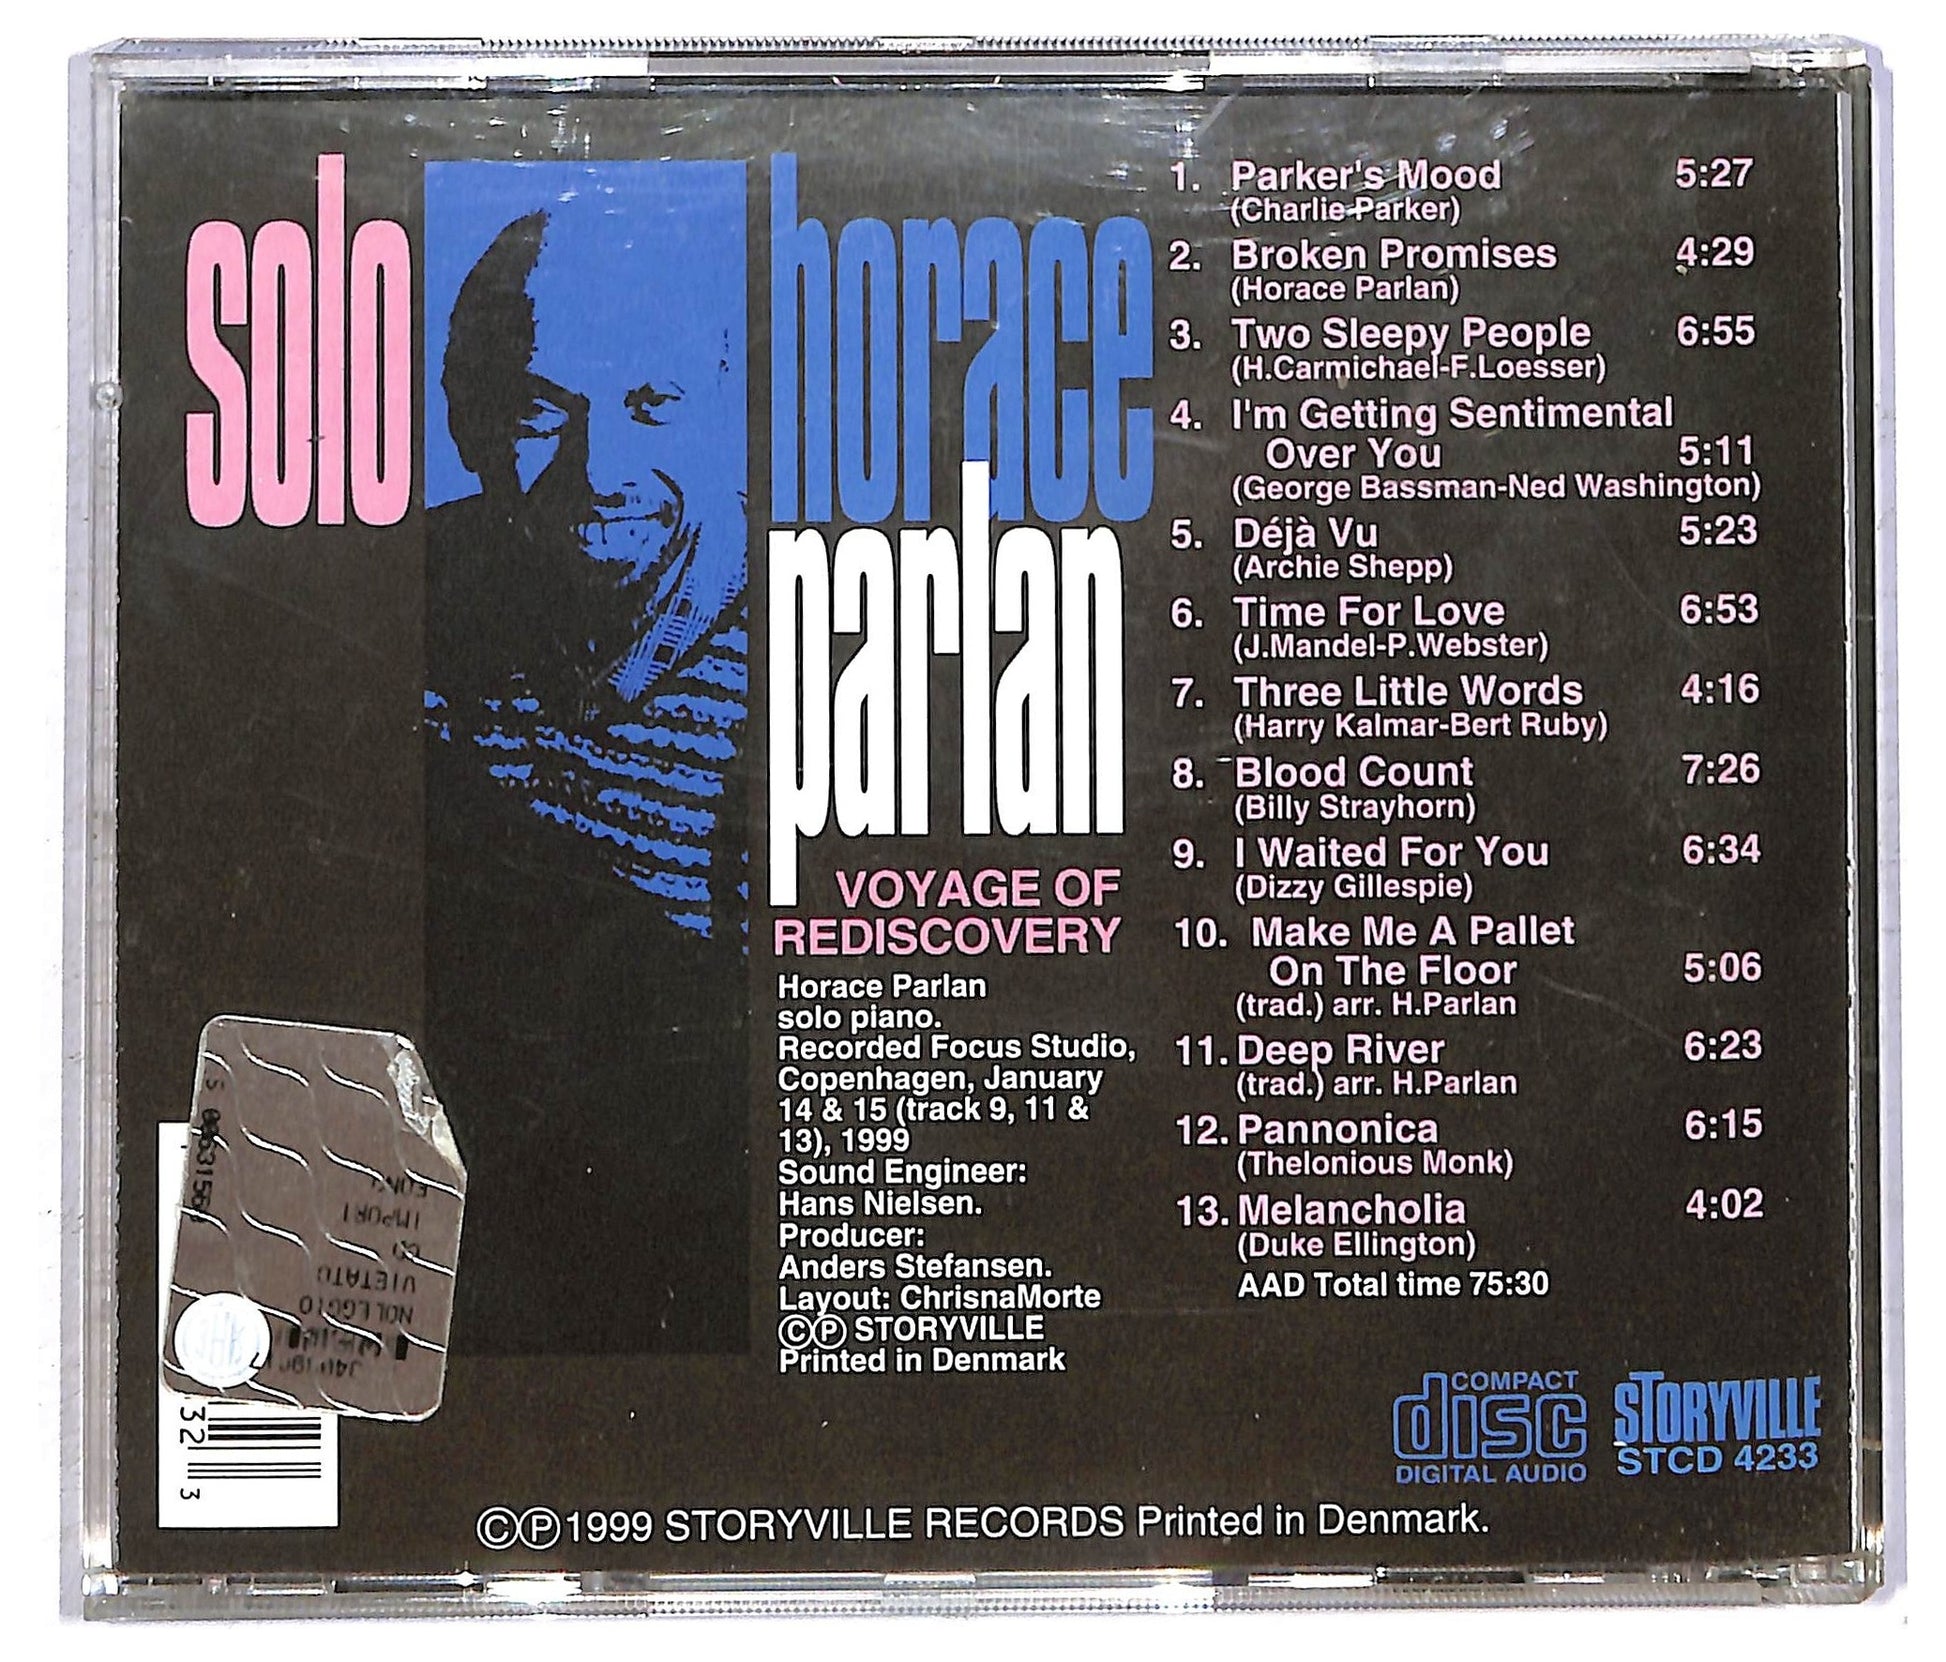 solo
horace
parlan
VOYAGE OF
REDISCOVERY
Horace Parlan
solo piano.
Recorded Focus Studio,
Copenhagen, January
14 & 15 (track 9, 11 &
13), 1999
Sound Engineer:
Hans Nielsen.
Producer:
Anders Stefansen.
Layout: ChrisnaMorte
©℗ STORYVILLE
Printed in Denmark
1. Parker's Mood 5:27
(Charlie Parker)
2. Broken Promises 4:29
(Horace Parlan)
3. Two Sleepy People 6:55
(H.Carmichael-F.Loesser)
4. I'm Getting Sentimental
Over You 5:11
(George Bassman-Ned Washington)
5. Déjà Vu 5:23
(Archie Shepp)
6. Time For Love 6:53
(J.Mandel-P.Webster)
7. Three Little Words 4:16
(Harry Kalmar-Bert Ruby)
8. Blood Count 7:26
(Billy Strayhorn)
9. I Waited For You 6:34
(Dizzy Gillespie)
10. Make Me A Pallet
On The Floor 5:06
(trad.) arr. H.Parlan
11. Deep River 6:23
(trad.) arr. H.Parlan
12. Pannonica 6:15
(Thelonious Monk)
13. Melancholia 4:02
(Duke Ellington)
AAD Total time 75:30
IMPORT
CD
VIETATO
NOLEGGIO
32 3
COMPACT
disc
DIGITAL AUDIO
STORYVILLE
STCD 4233
©℗1999 STORYVILLE RECORDS Printed in Denmark.